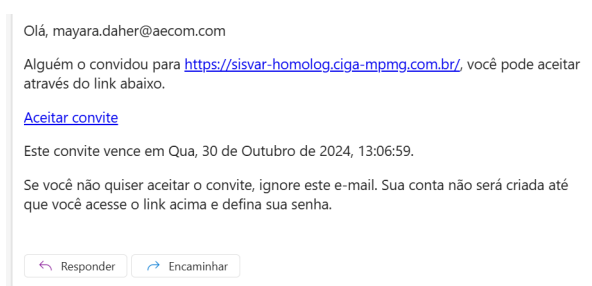 Olá, mayara.daher@aecom.com
Alguém o convidou para https://sisvar-homolog.ciga-mpmg.com.br/, você pode aceitar
através do link abaixo.
Aceitar convite
Este convite vence em Qua, 30 de Outubro de 2024, 13:06:59.
Se você não quiser aceitar o convite, ignore este e-mail. Sua conta não será criada até
que você acesse o link acima e defina sua senha.
Responder Encaminhar